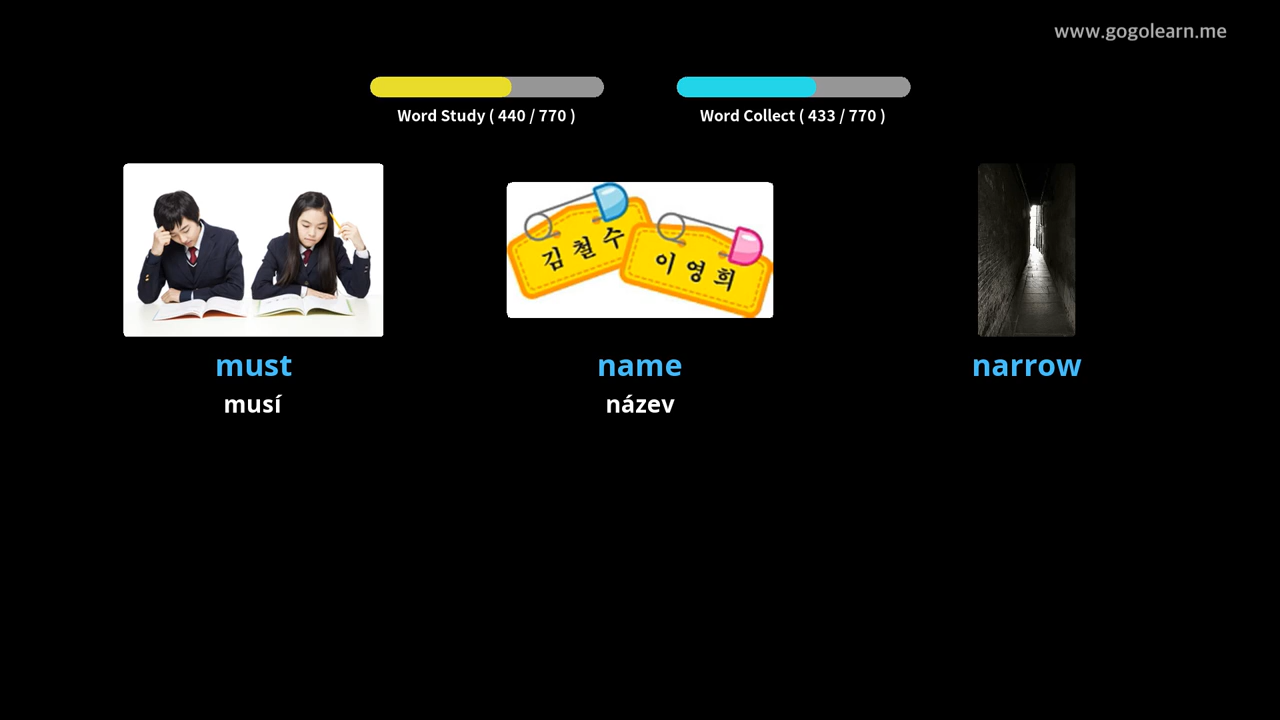 www.gogolearn.me
Word Study ( 440 / 770 )
Word Collect ( 433 / 770 )
김철수
이영희
must
name
narrow
musí
název